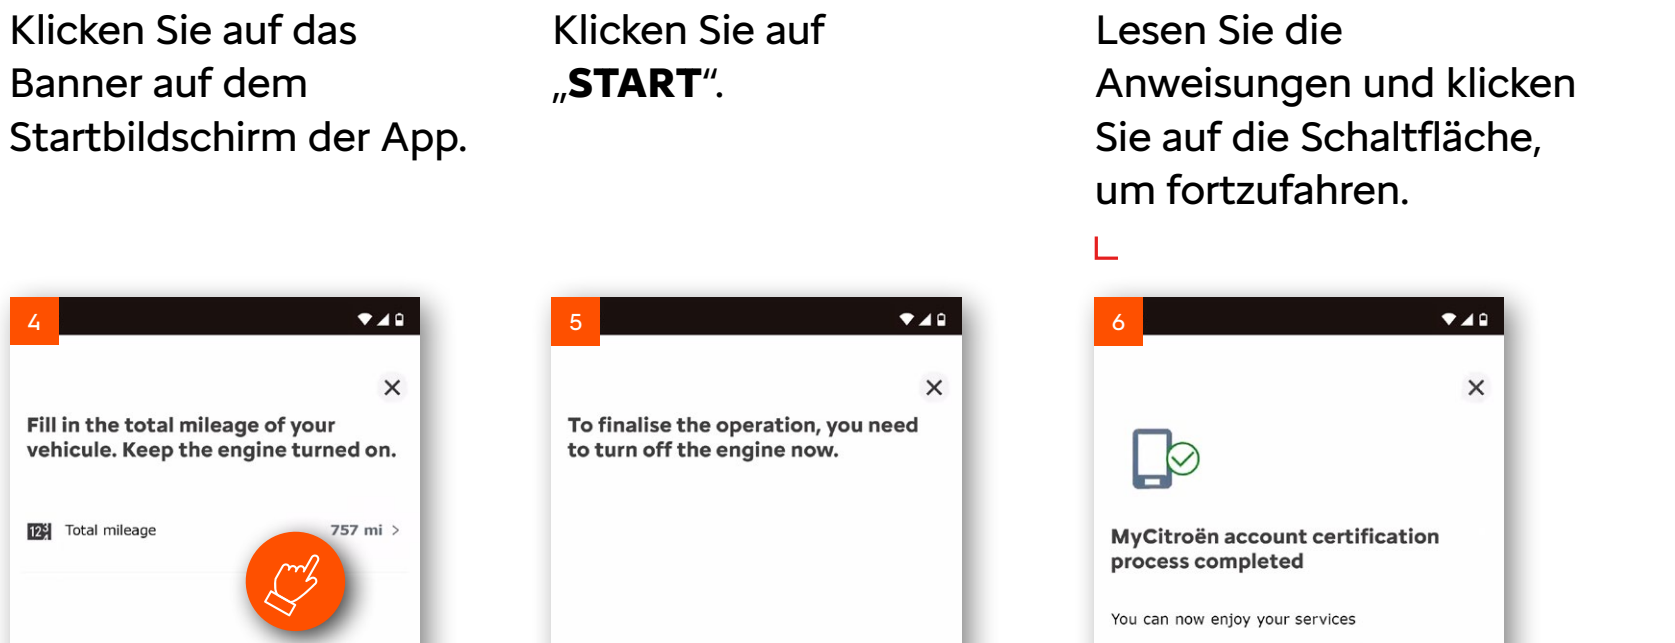 Klicken Sie auf das
Banner auf dem
Startbildschirm der App.
Klicken Sie auf
„START“.
Lesen Sie die
Anweisungen und klicken
Sie auf die Schaltfläche,
um fortzufahren.
4
Fill in the total mileage of your
vehicule. Keep the engine turned on.
Total mileage 757 mi >
5
To finalise the operation, you need
to turn off the engine now.
6
MyCitroën account certification
process completed
You can now enjoy your services